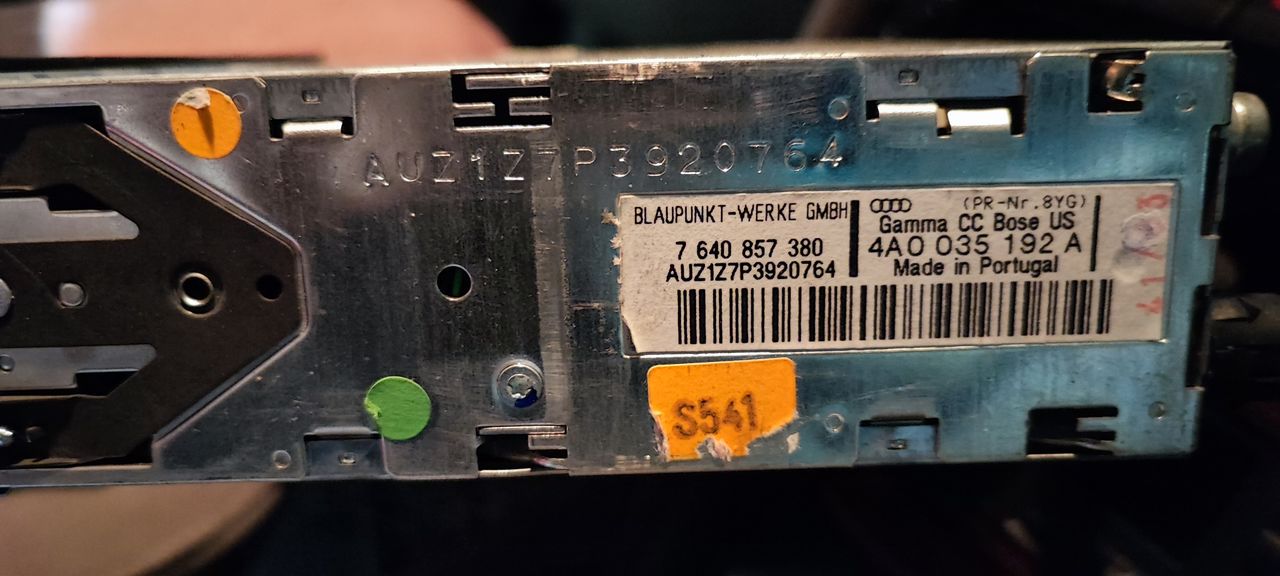 AUZ1Z7P3920764
BLAUPUNKT-WERKE GMBH
7 640 857 380
AUZ1Z7P3920764
(PR-Nr.8YG)
Gamma CC Bose US
4A0 035 192 A
Made in Portugal
S541